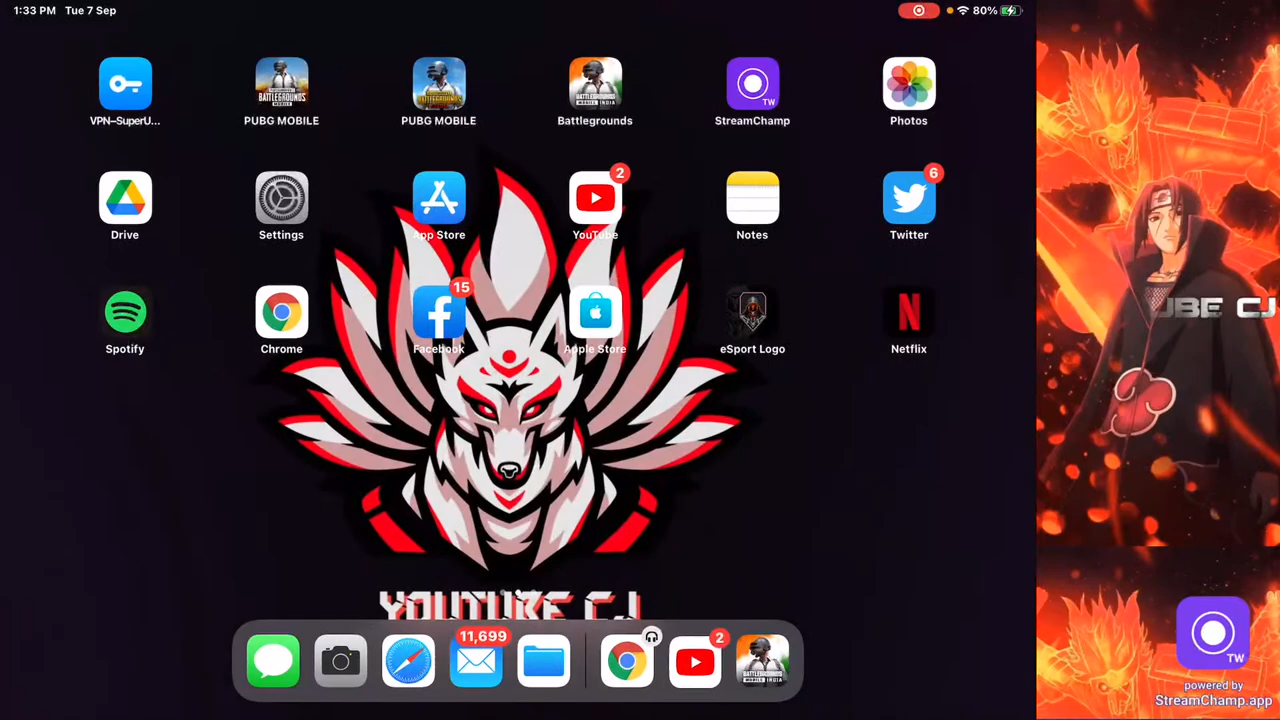 1:33 PM Tue 7 Sep
80%
VPN–SuperU...
PUBG MOBILE
PUBG MOBILE
Battlegrounds
StreamChamp
Photos
TW
2
6
Drive
Settings
App Store
YouTube
Notes
Twitter
15
Spotify
Chrome
Facebook
Apple Store
eSport Logo
Netflix
UBE CJ
YOUTUBE CJ
11,699
2
TW
powered by
StreamChamp.app